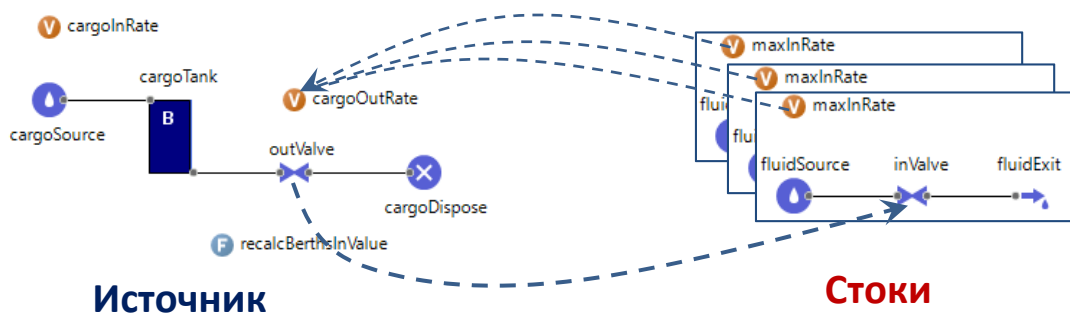 cargoInRate
cargoTank
B
cargoSource
V cargoOutRate
outValve
cargoDispose
F recalcBerthsInValue
Источник
V maxInRate
V maxInRate
V maxInRate
fluidSource
inValve
fluidExit
Стоки